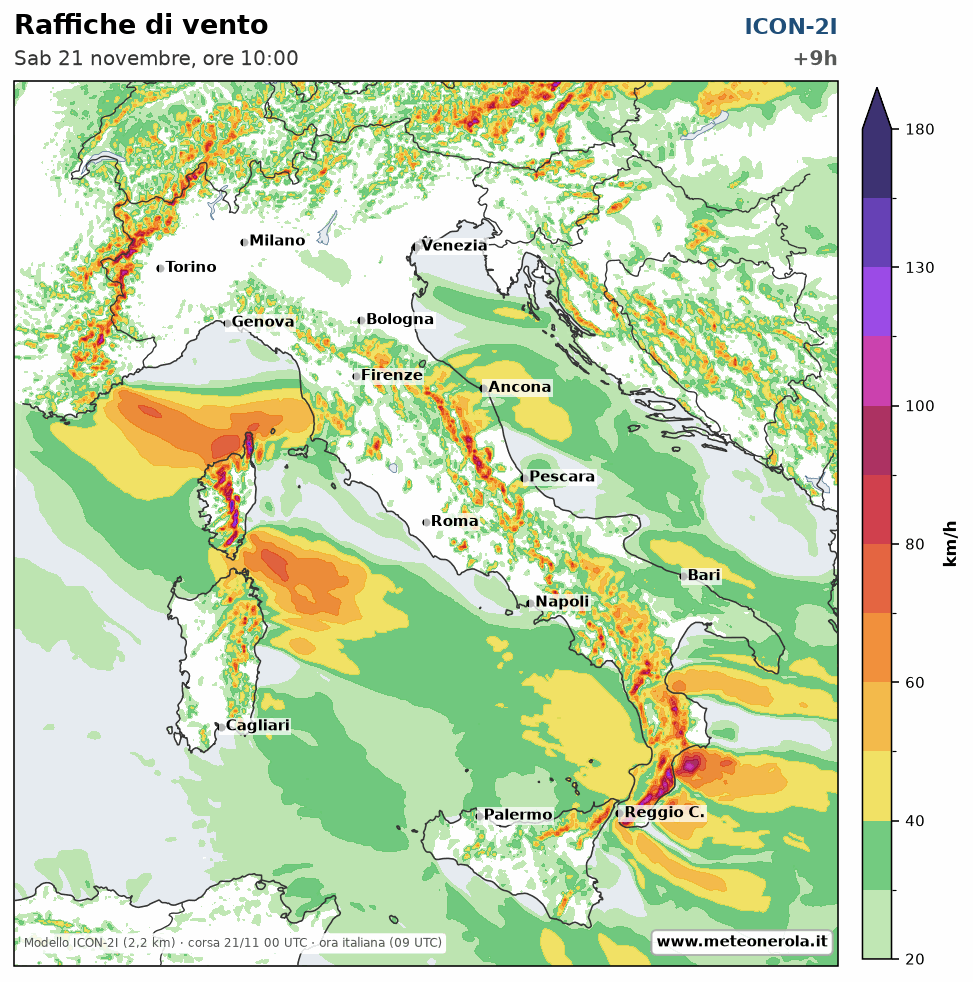 Raffiche di vento
ICON-2I
Sab 21 novembre, ore 10:00
+9h
180
Milano
Venezia
Torino
130
Genova
Bologna
Firenze
Ancona
100
Pescara
Roma
km/h
80
Bari
Napoli
60
Cagliari
Palermo
Reggio C.
40
Modello ICON-2I (2,2 km) · corsa 21/11 00 UTC · ora italiana (09 UTC)
www.meteonerola.it
20